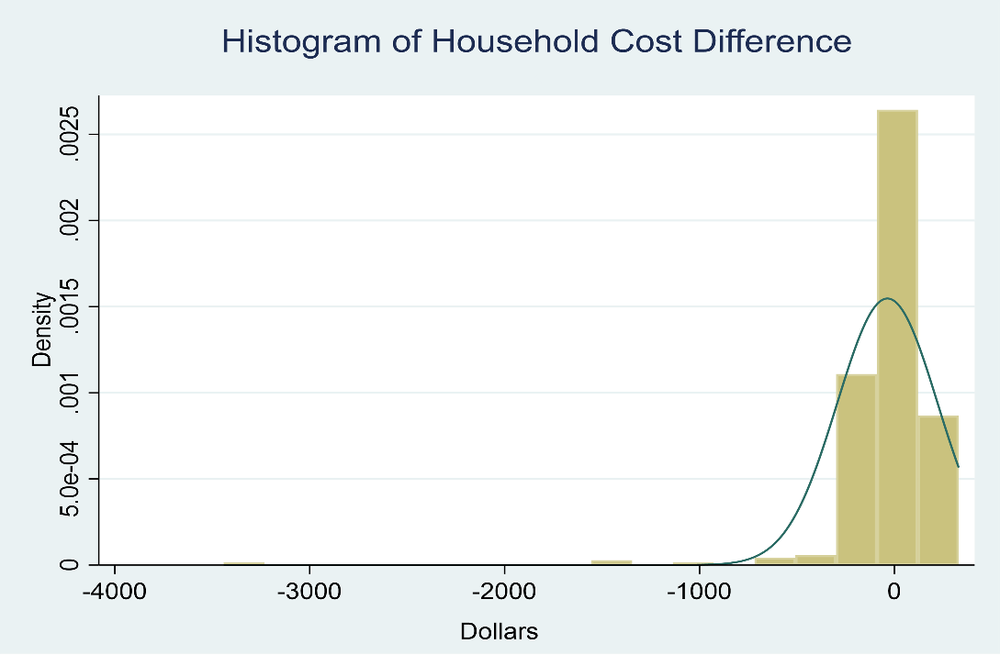 Histogram of Household Cost Difference
Density
.0025
.002
.0015
.001
5.0e-04
0
-4000
-3000
-2000
-1000
0
Dollars